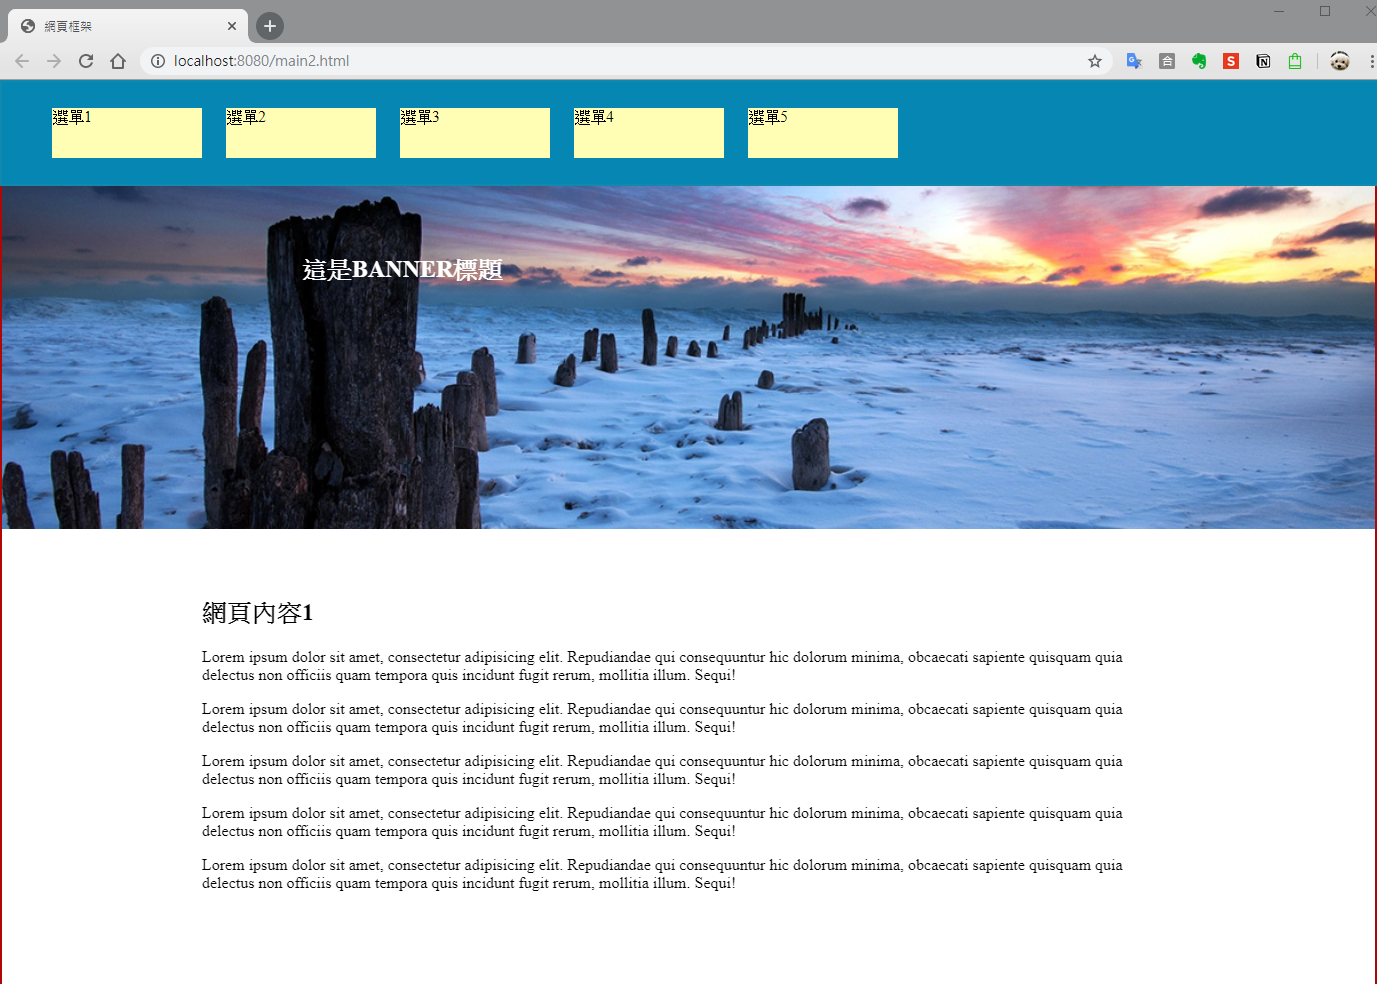 網頁框架
localhost:8080/main2.html
選單1 選單2 選單3 選單4 選單5
這是BANNER標題
網頁內容1
Lorem ipsum dolor sit amet, consectetur adipisicing elit. Repudiandae qui consequuntur hic dolorum minima, obcaecati sapiente quisquam quia
delectus non officiis quam tempora quis incidunt fugit rerum, mollitia illum. Sequi!
Lorem ipsum dolor sit amet, consectetur adipisicing elit. Repudiandae qui consequuntur hic dolorum minima, obcaecati sapiente quisquam quia
delectus non officiis quam tempora quis incidunt fugit rerum, mollitia illum. Sequi!
Lorem ipsum dolor sit amet, consectetur adipisicing elit. Repudiandae qui consequuntur hic dolorum minima, obcaecati sapiente quisquam quia
delectus non officiis quam tempora quis incidunt fugit rerum, mollitia illum. Sequi!
Lorem ipsum dolor sit amet, consectetur adipisicing elit. Repudiandae qui consequuntur hic dolorum minima, obcaecati sapiente quisquam quia
delectus non officiis quam tempora quis incidunt fugit rerum, mollitia illum. Sequi!
Lorem ipsum dolor sit amet, consectetur adipisicing elit. Repudiandae qui consequuntur hic dolorum minima, obcaecati sapiente quisquam quia
delectus non officiis quam tempora quis incidunt fugit rerum, mollitia illum. Sequi!